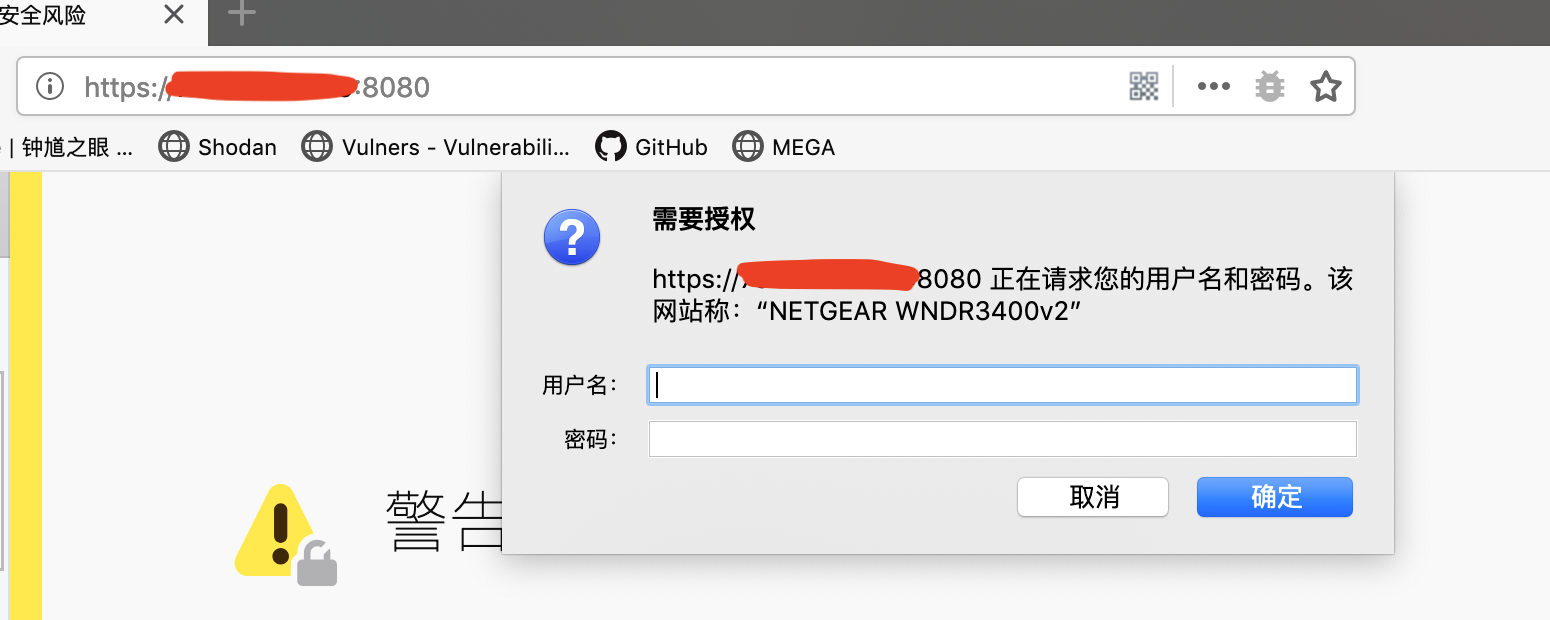 安全风险
https:// :8080
| 钟馗之眼 ... Shodan Vulners - Vulnerabili... GitHub MEGA
需要授权
https:// 8080 正在请求您的用户名和密码。该
网站称：“NETGEAR WNDR3400v2”
用户名：
密码：
取消 确定
警告